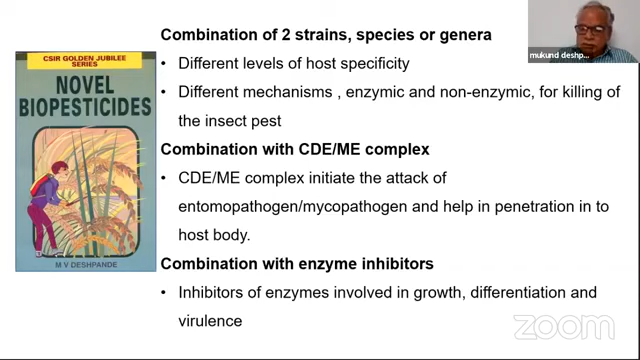 Combination of 2 strains, species or genera
• Different levels of host specificity
• Different mechanisms , enzymic and non-enzymic, for killing of
the insect pest
Combination with CDE/ME complex
• CDE/ME complex initiate the attack of
entomopathogen/mycopathogen and help in penetration in to
host body.
Combination with enzyme inhibitors
• Inhibitors of enzymes involved in growth, differentiation and
virulence
CSIR GOLDEN JUBILEE
SERIES
NOVEL
BIOPESTICIDES
M V DESHPANDE
mukund deshp...
zoom